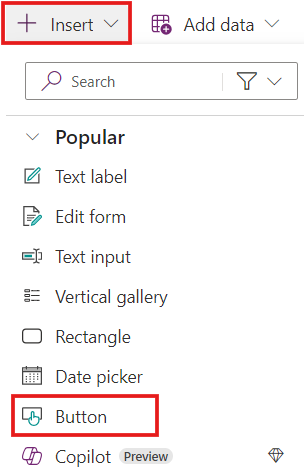 Insert Add data
Search
Popular
Text label
Edit form
Text input
Vertical gallery
Rectangle
Date picker
Button
Copilot Preview